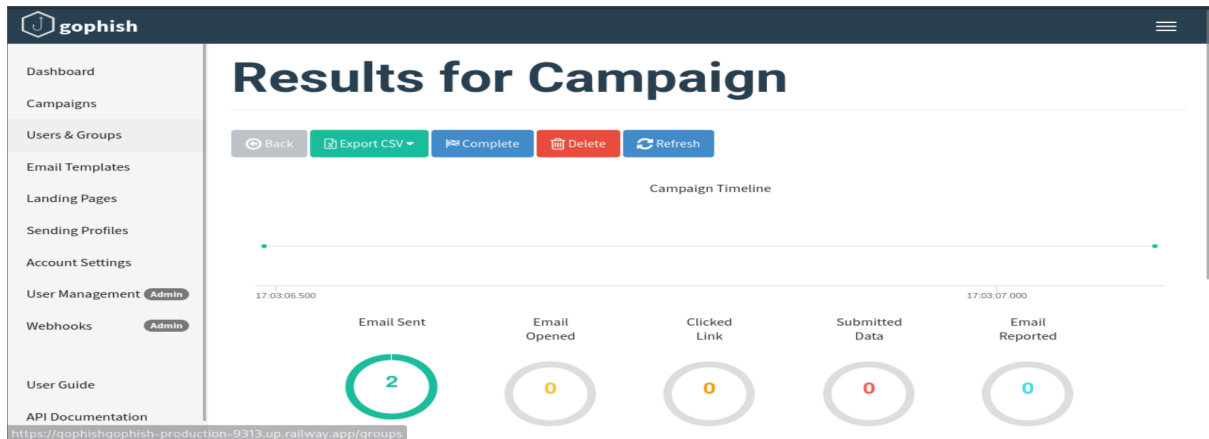 gophish
Dashboard
Campaigns
Users & Groups
Email Templates
Landing Pages
Sending Profiles
Account Settings
User Management Admin
Webhooks Admin
User Guide
API Documentation
https://gophishgophish-production-9313.up.railway.app/groups
Results for Campaign
Back Export CSV Complete Delete Refresh
Campaign Timeline
17:03:06.500 17:03:07.000
Email Sent
Email
Opened
Clicked
Link
Submitted
Data
Email
Reported
2 0 0 0 0